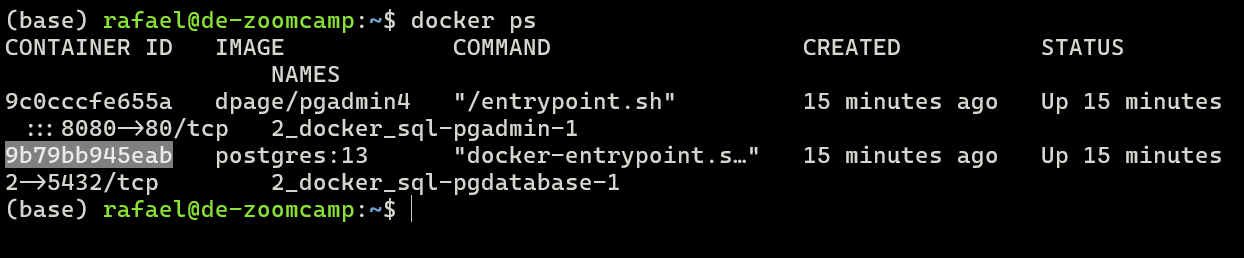 (base) rafael@de-zoomcamp:~$ docker ps
CONTAINER ID   IMAGE            COMMAND                  CREATED          STATUS
                   NAMES
9c0cccfe655a   dpage/pgadmin4   "/entrypoint.sh"         15 minutes ago   Up 15 minutes
 :::8080->80/tcp   2_docker_sql-pgadmin-1
9b79bb945eab   postgres:13      "docker-entrypoint.s…"   15 minutes ago   Up 15 minutes
2->5432/tcp        2_docker_sql-pgdatabase-1
(base) rafael@de-zoomcamp:~$